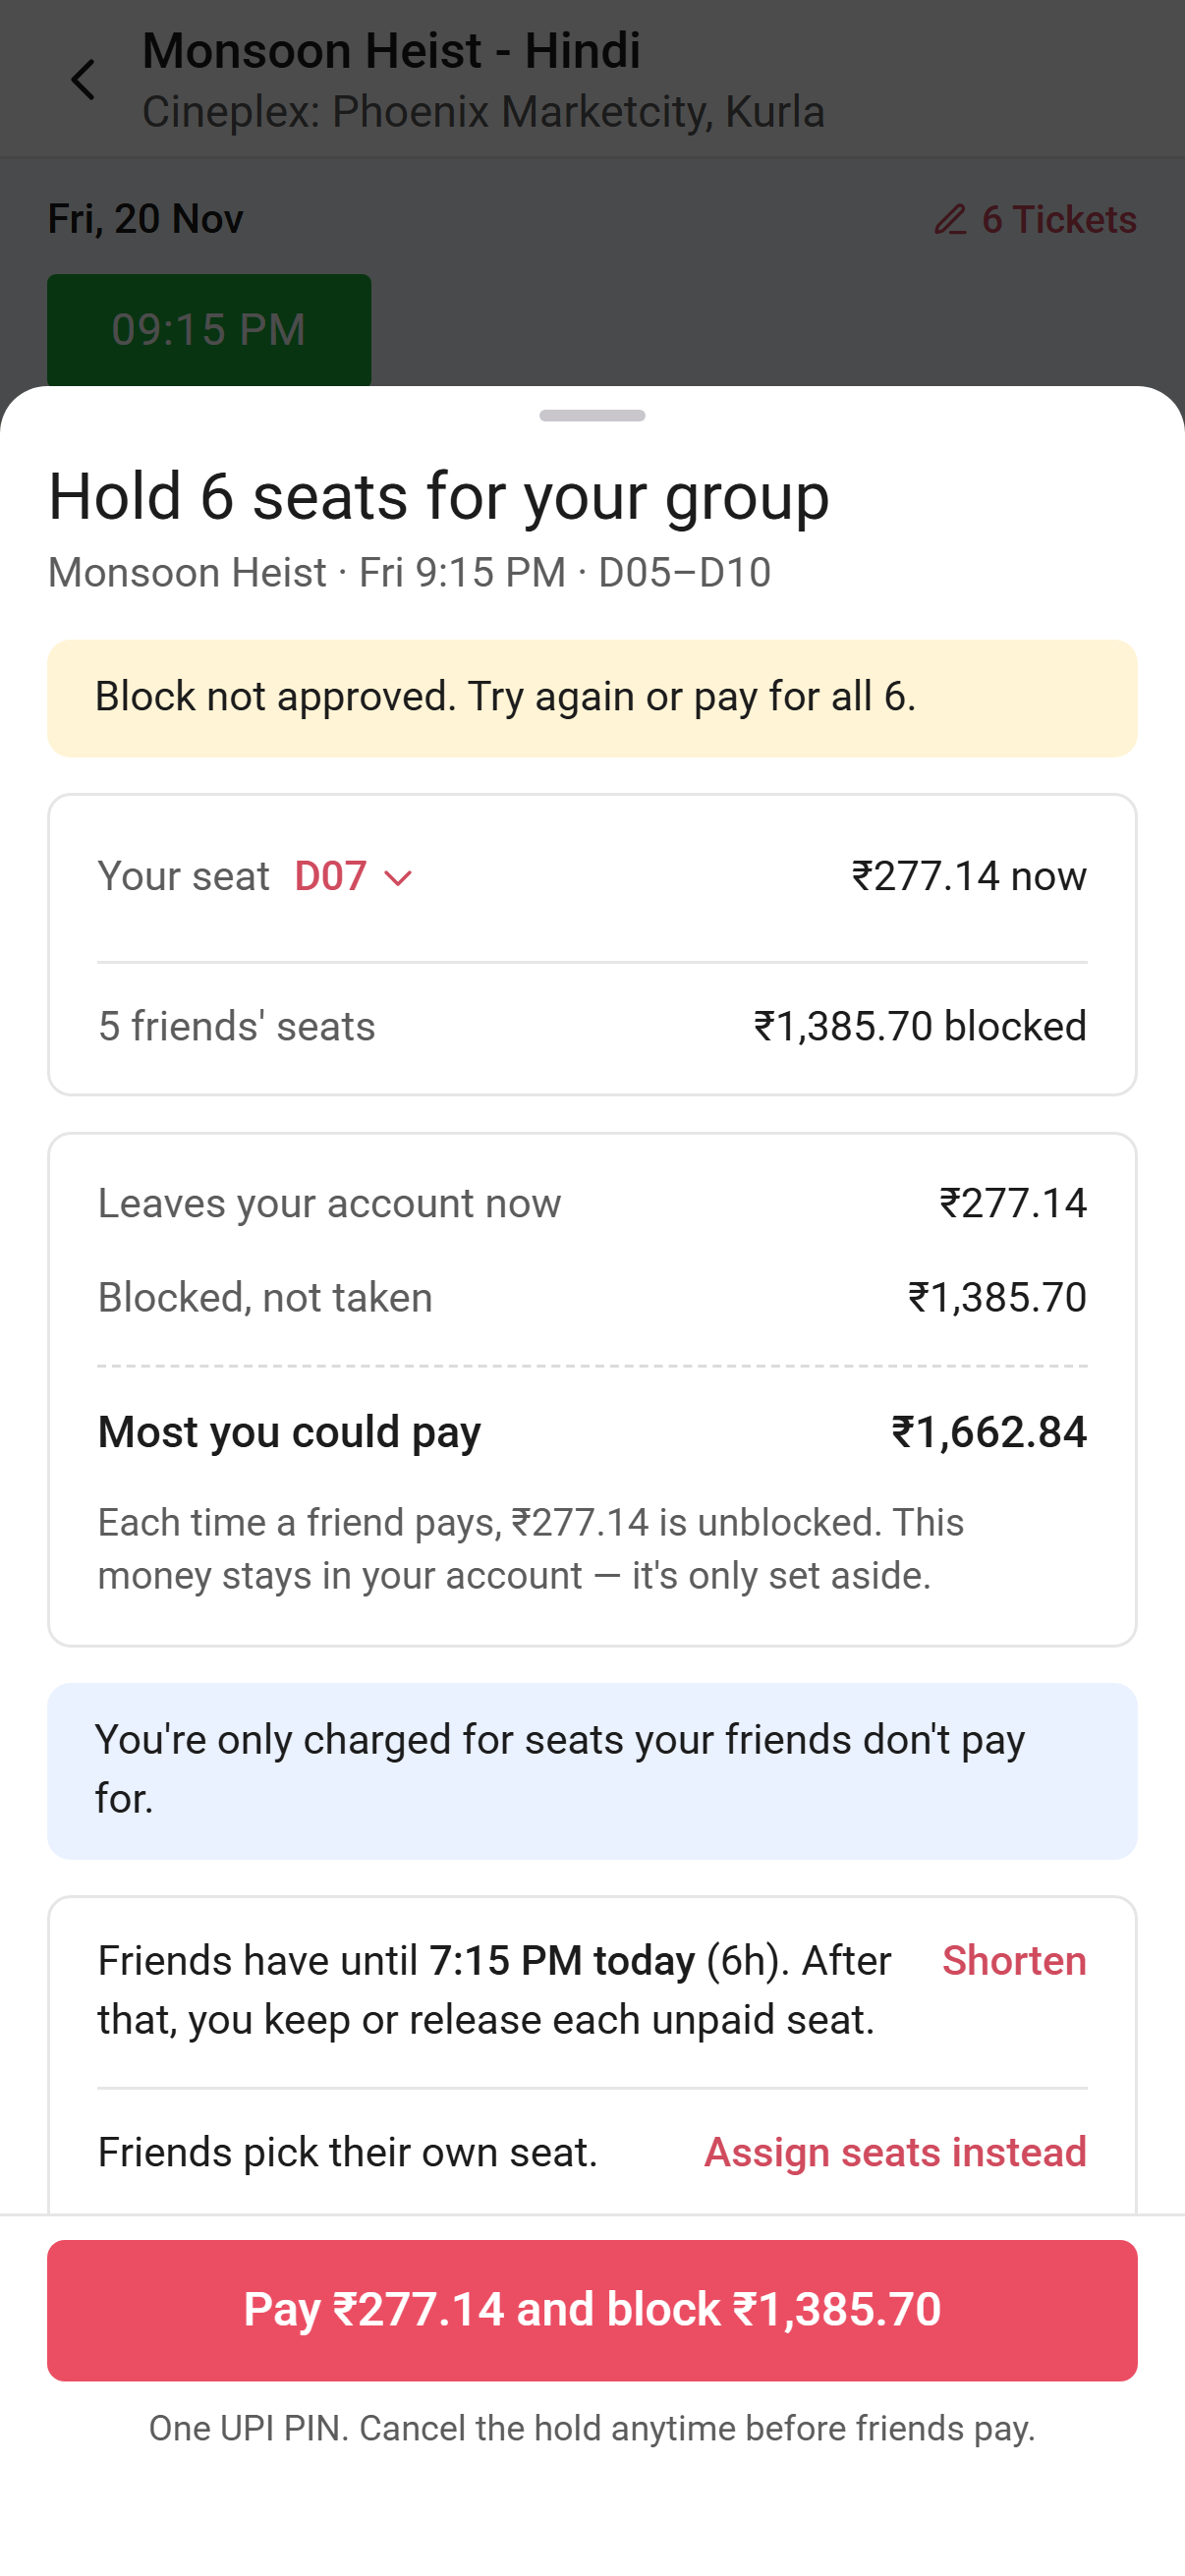 Monsoon Heist - Hindi
Cineplex: Phoenix Marketcity, Kurla
Fri, 20 Nov
6 Tickets
09:15 PM
Hold 6 seats for your group
Monsoon Heist · Fri 9:15 PM · D05–D10
Block not approved. Try again or pay for all 6.
Your seat D07
₹277.14 now
5 friends' seats
₹1,385.70 blocked
Leaves your account now
₹277.14
Blocked, not taken
₹1,385.70
Most you could pay
₹1,662.84
Each time a friend pays, ₹277.14 is unblocked. This
money stays in your account — it's only set aside.
You're only charged for seats your friends don't pay
for.
Friends have until 7:15 PM today (6h). After
that, you keep or release each unpaid seat.
Shorten
Friends pick their own seat.
Assign seats instead
Pay ₹277.14 and block ₹1,385.70
One UPI PIN. Cancel the hold anytime before friends pay.